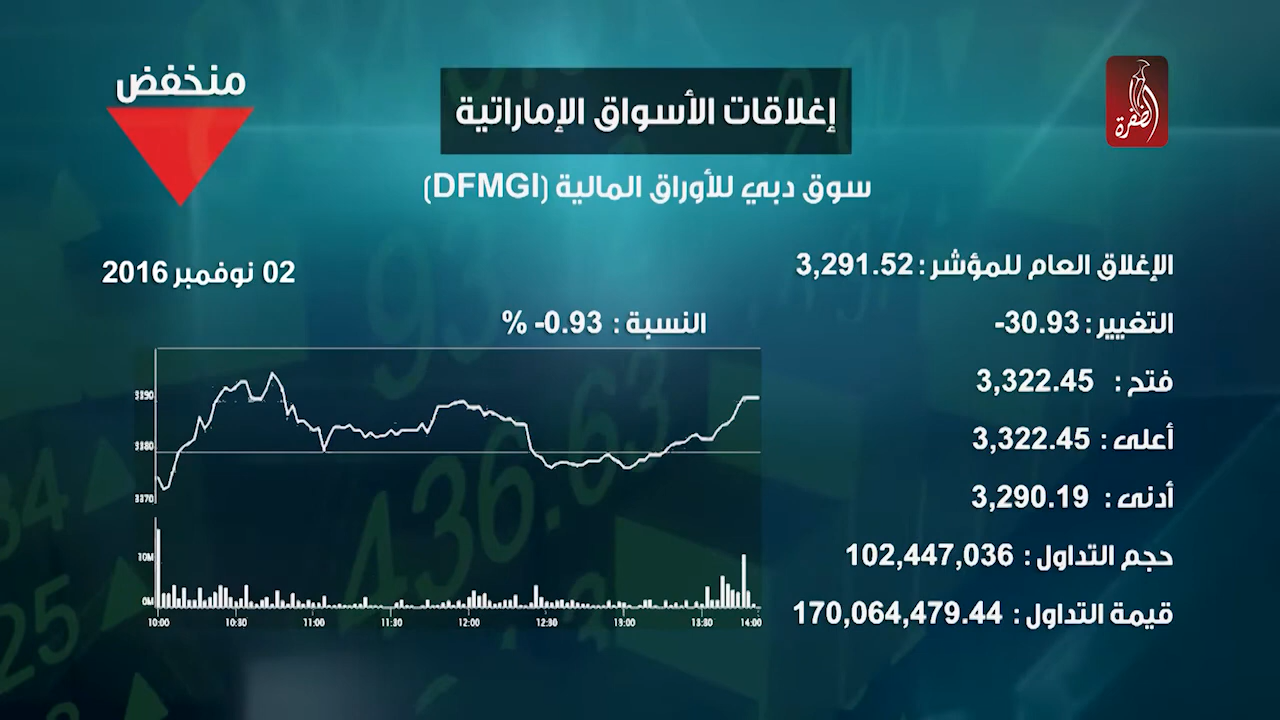 منخفض
إغلاقات الأسواق الإماراتية
الظفرة
سوق دبي للأوراق المالية (DFMGI)
02 نوفمبر 2016
الإغلاق العام للمؤشر : 3,291.52
التغيير : 30.93-
النسبة : 0.93- %
فتح : 3,322.45
أعلى : 3,322.45
أدنى : 3,290.19
حجم التداول : 102,447,036
قيمة التداول : 170,064,479.44
10M
0M
10:00 10:30 11:00 11:30 12:00 12:30 13:00 13:30 14:00